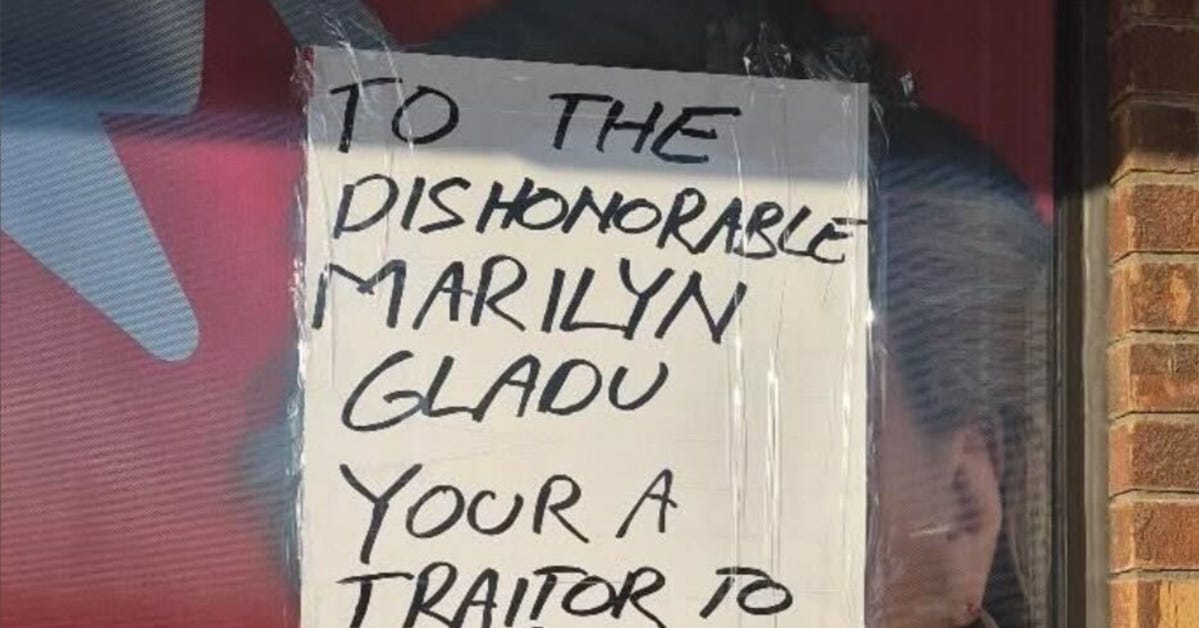 TO THE
DISHONORABLE
MARILYN
GLADU
YOUR A
TRAITOR TO